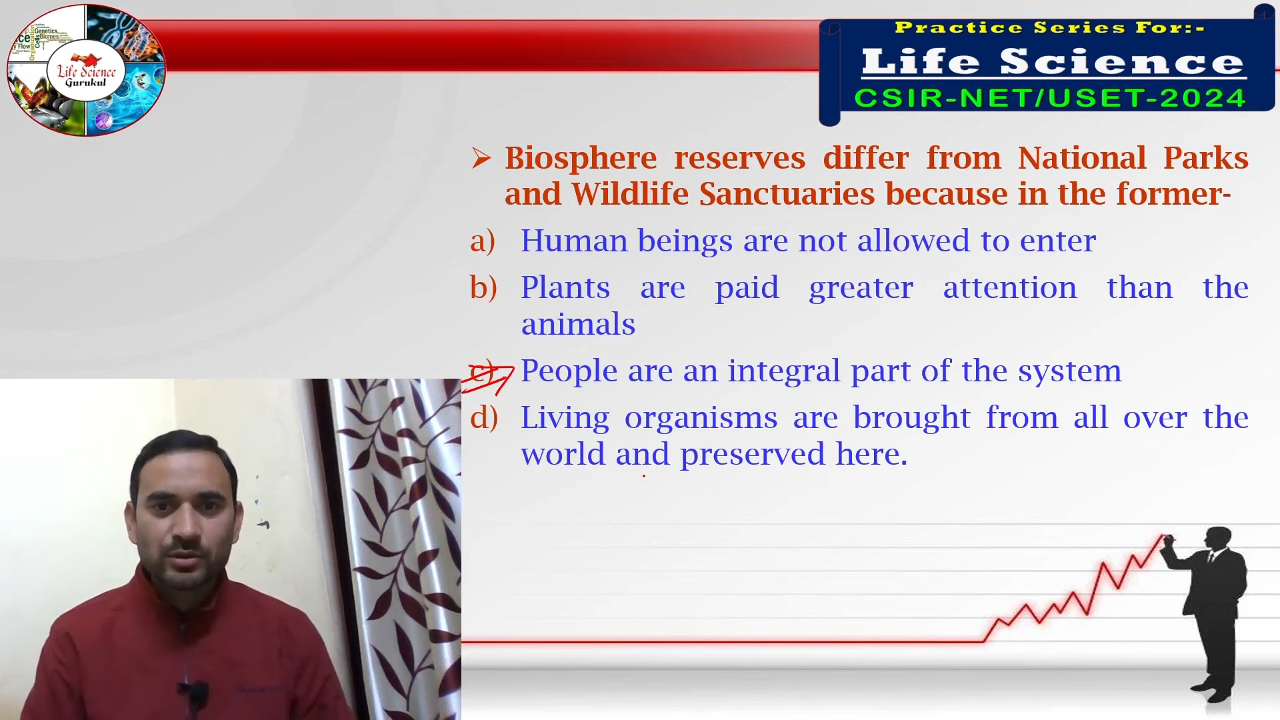 Life Science
Gurukul
Practice Series For:-
Life Science
CSIR-NET/USET-2024
➢ Biosphere reserves differ from National Parks
and Wildlife Sanctuaries because in the former-
a) Human beings are not allowed to enter
b) Plants are paid greater attention than the
animals
c) People are an integral part of the system
d) Living organisms are brought from all over the
world and preserved here.